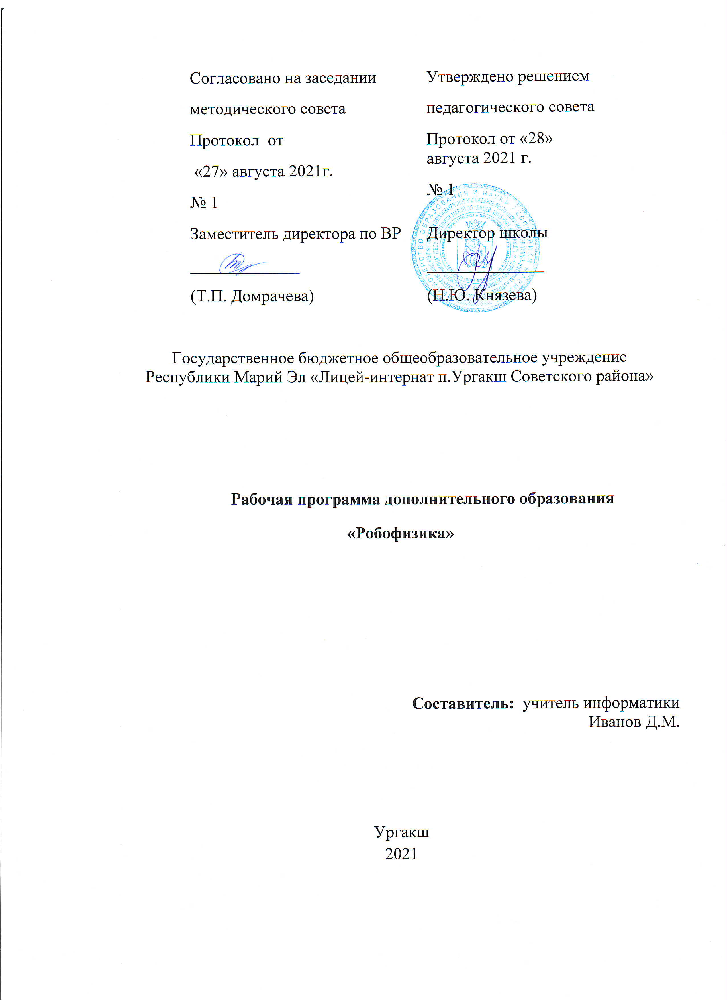 Согласовано на заседании
методического совета
Протокол  от
«27» августа 2021г.
№ 1
Заместитель директора по ВР
(Т.П. Домрачева)
Утверждено решением
педагогического совета
Протокол от «28»
августа 2021 г.
№ 1
Директор школы
(Н.Ю. Князева)
Государственное бюджетное общеобразовательное учреждение
Республики Марий Эл «Лицей-интернат п.Ургакш Советского района»
Рабочая программа дополнительного образования
«Робофизика»
Составитель:  учитель информатики
Иванов Д.М.
Ургакш
2021